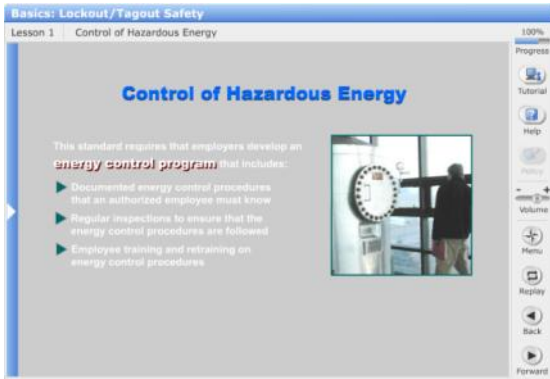 Basics: Lockout/Tagout Safety
Lesson 1 Control of Hazardous Energy
100%
Progress
Control of Hazardous Energy
Tutorial
Help
This standard requires that employers develop an
energy control program that includes:
Policy
Documented energy control procedures
that an authorized employee must know
- +
Volume
Regular inspections to ensure that the
energy control procedures are followed
Menu
Employee training and retraining on
energy control procedures
Replay
Back
Forward